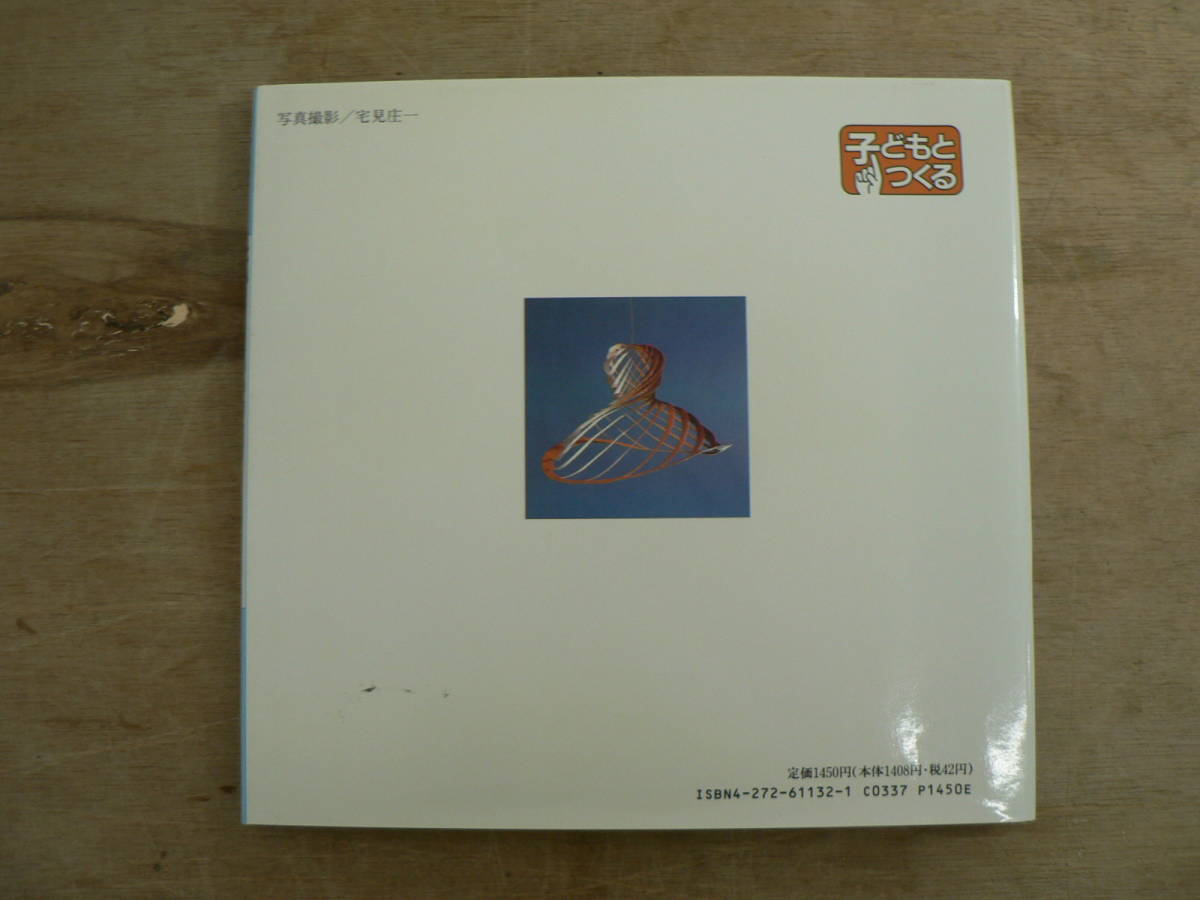 写真撮影／宅見庄一
子どもと
つくる
定価1450円(本体1408円・税42円)
ISBN4-272-61132-1 C0337 P1450E